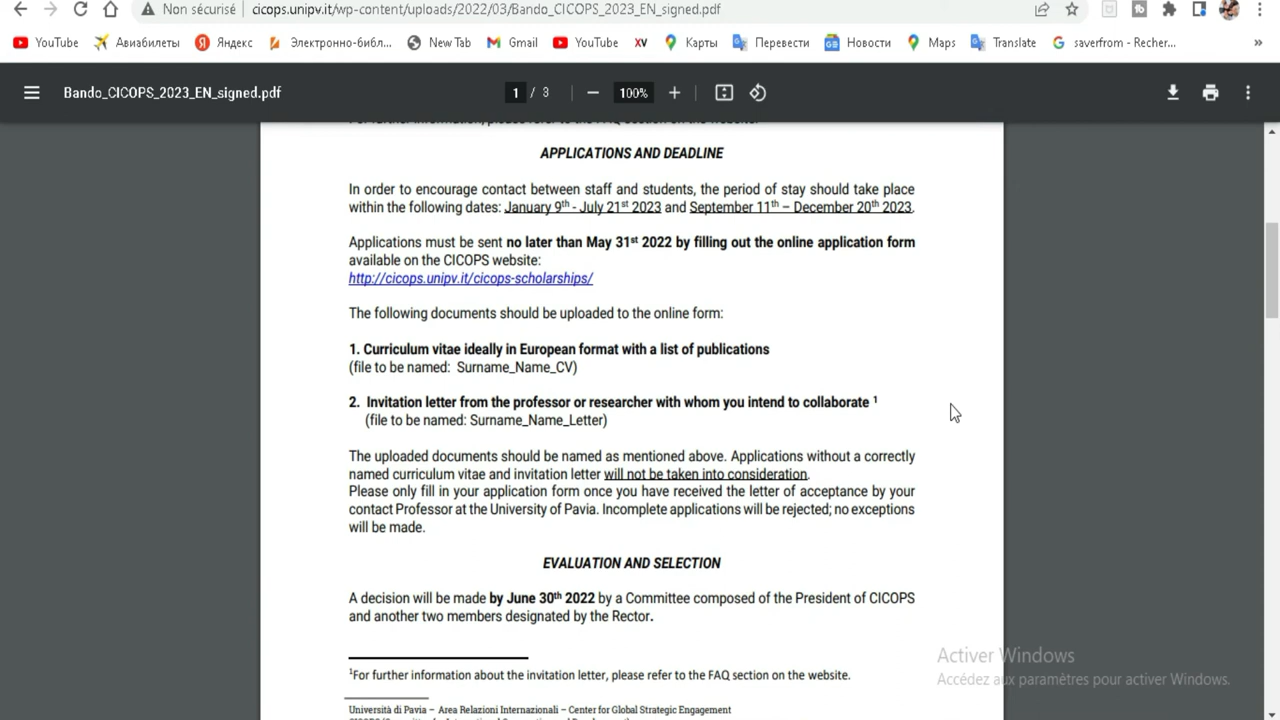 Non sécurisé cicops.unipv.it/wp-content/uploads/2022/03/Bando_CICOPS_2023_EN_signed.pdf
YouTube Авиабилеты Яндекс Электронно-библ... New Tab Gmail YouTube XV Карты Перевести Новости Maps Translate saverfrom - Recher... »
Bando_CICOPS_2023_EN_signed.pdf 1 / 3 100%
APPLICATIONS AND DEADLINE
In order to encourage contact between staff and students, the period of stay should take place
within the following dates: January 9th - July 21st 2023 and September 11th – December 20th 2023.
Applications must be sent no later than May 31st 2022 by filling out the online application form
available on the CICOPS website:
http://cicops.unipv.it/cicops-scholarships/
The following documents should be uploaded to the online form:
1. Curriculum vitae ideally in European format with a list of publications
(file to be named: Surname_Name_CV)
2. Invitation letter from the professor or researcher with whom you intend to collaborate 1
(file to be named: Surname_Name_Letter)
The uploaded documents should be named as mentioned above. Applications without a correctly
named curriculum vitae and invitation letter will not be taken into consideration.
Please only fill in your application form once you have received the letter of acceptance by your
contact Professor at the University of Pavia. Incomplete applications will be rejected; no exceptions
will be made.
EVALUATION AND SELECTION
A decision will be made by June 30th 2022 by a Committee composed of the President of CICOPS
and another two members designated by the Rector.
1For further information about the invitation letter, please refer to the FAQ section on the website.
Università di Pavia – Area Relazioni Internazionali – Center for Global Strategic Engagement
Activer Windows
Accédez aux paramètres pour activer Windows.